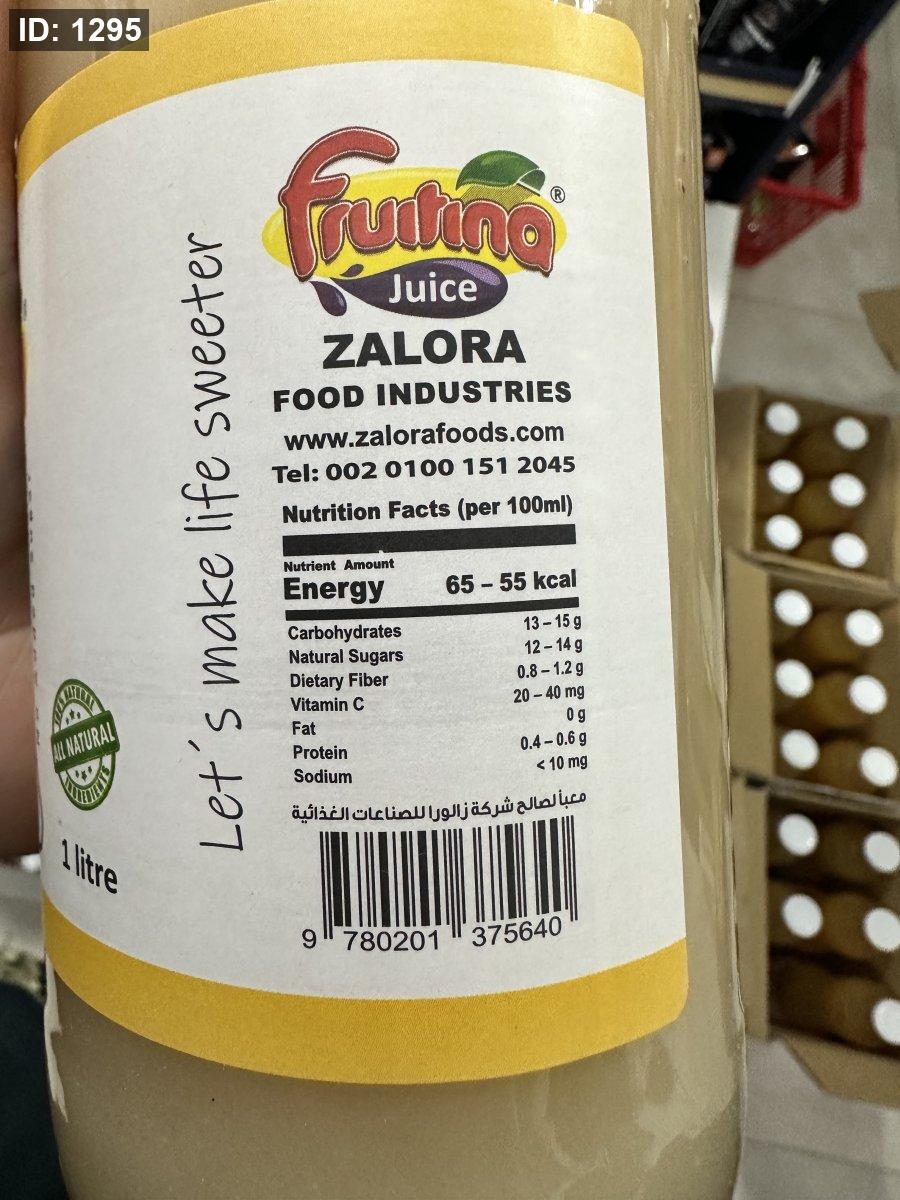 ID: 1295
Fruitina ®
Juice
ZALORA
FOOD INDUSTRIES
www.zalorafoods.com
Tel: 002 0100 151 2045
Let´s make life sweeter
Nutrition Facts (per 100ml)
Nutrient Amount
Energy 65 – 55 kcal
Carbohydrates 13 – 15 g
Natural Sugars 12 – 14 g
Dietary Fiber 0.8 – 1.2 g
Vitamin C 20 – 40 mg
Fat 0 g
Protein 0.4 – 0.6 g
Sodium < 10 mg
معبأ لصالح شركة زالورا للصناعات الغذائية
9 780201 375640
ALL NATURAL
1 litre